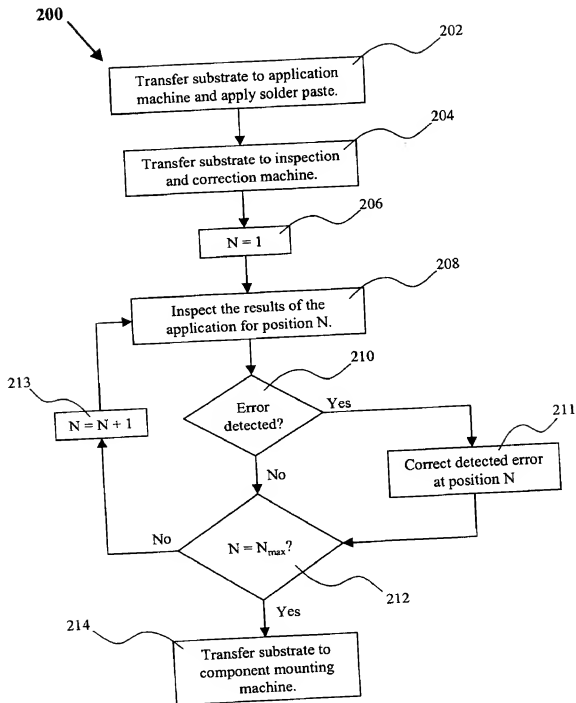 200
202
Transfer substrate to application
machine and apply solder paste.
204
Transfer substrate to inspection
and correction machine.
206
N = 1
208
Inspect the results of the
application for position N.
210
Error
detected?
Yes
213
N = N + 1
211
Correct detected error
at position N
No
No
N = Nmax?
212
Yes
214
Transfer substrate to
component mounting
machine.